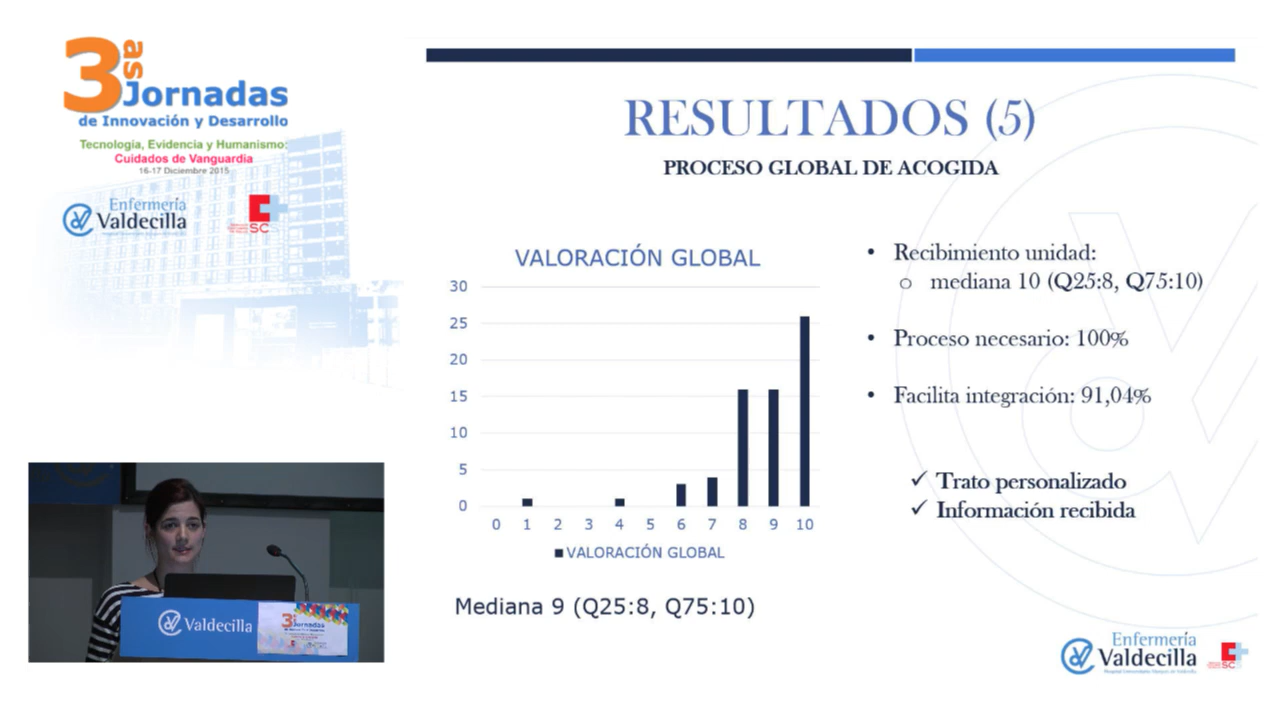 3as Jornadas
de Innovación y Desarrollo
Tecnología, Evidencia y Humanismo:
Cuidados de Vanguardia
16-17 Diciembre 2015
Enfermería
Valdecilla
SC
RESULTADOS (5)
PROCESO GLOBAL DE ACOGIDA
VALORACIÓN GLOBAL
30
25
20
15
10
5
0
0 1 2 3 4 5 6 7 8 9 10
VALORACIÓN GLOBAL
Mediana 9 (Q25:8, Q75:10)
• Recibimiento unidad:
o mediana 10 (Q25:8, Q75:10)
• Proceso necesario: 100%
• Facilita integración: 91,04%
✓ Trato personalizado
✓ Información recibida
Valdecilla
3as Jornadas
Enfermería
Valdecilla
Hospital Universitario Marqués de Valdecilla
SC